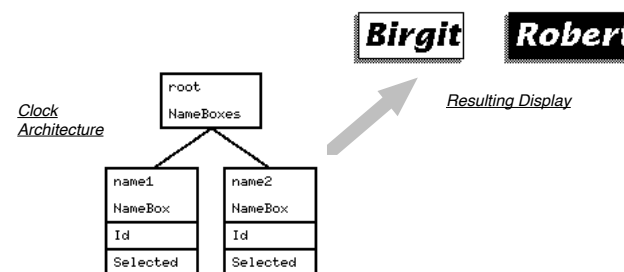 Birgit
Robert
Resulting Display
Clock
Architecture
root
NameBoxes
name1
NameBox
Id
Selected
name2
NameBox
Id
Selected